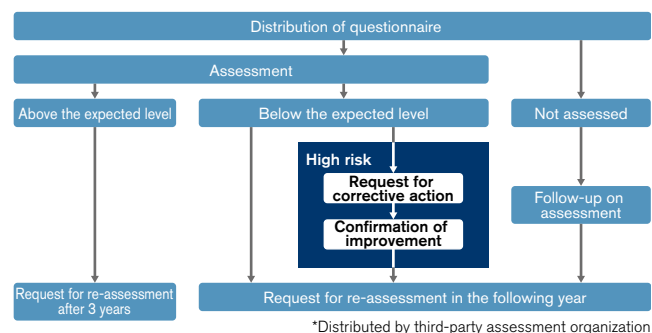 Distribution of questionnaire
Assessment
Above the expected level
Below the expected level
Not assessed
High risk
Request for
corrective action
Confirmation of
improvement
Follow-up on
assessment
Request for re-assessment
after 3 years
Request for re-assessment in the following year
*Distributed by third-party assessment organization